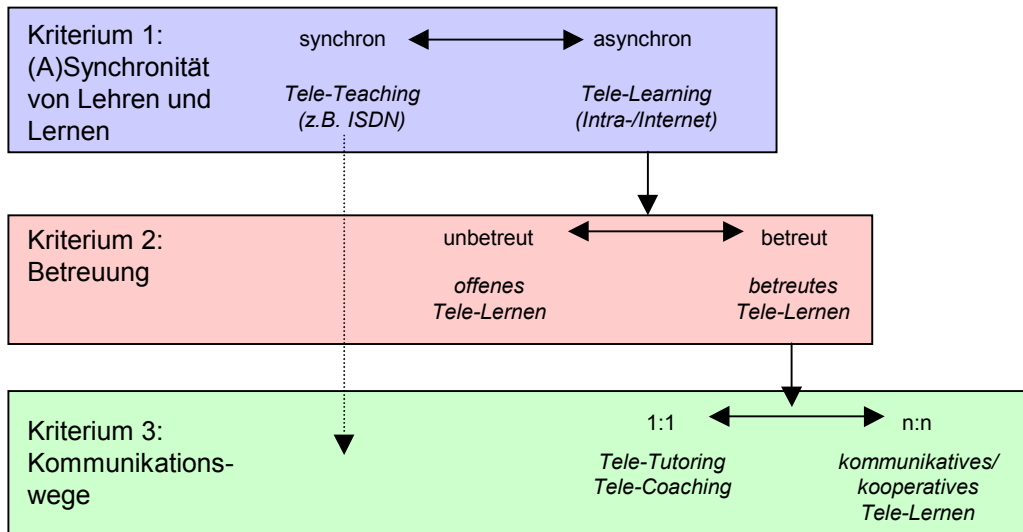 Kriterium 1:
(A)Synchronität
von Lehren und
Lernen
synchron
asynchron
Tele-Teaching
(z.B. ISDN)
Tele-Learning
(Intra-/Internet)
Kriterium 2:
Betreuung
unbetreut
betreut
offenes
Tele-Lernen
betreutes
Tele-Lernen
Kriterium 3:
Kommunikations-
wege
1:1
n:n
Tele-Tutoring
Tele-Coaching
kommunikatives/
kooperatives
Tele-Lernen